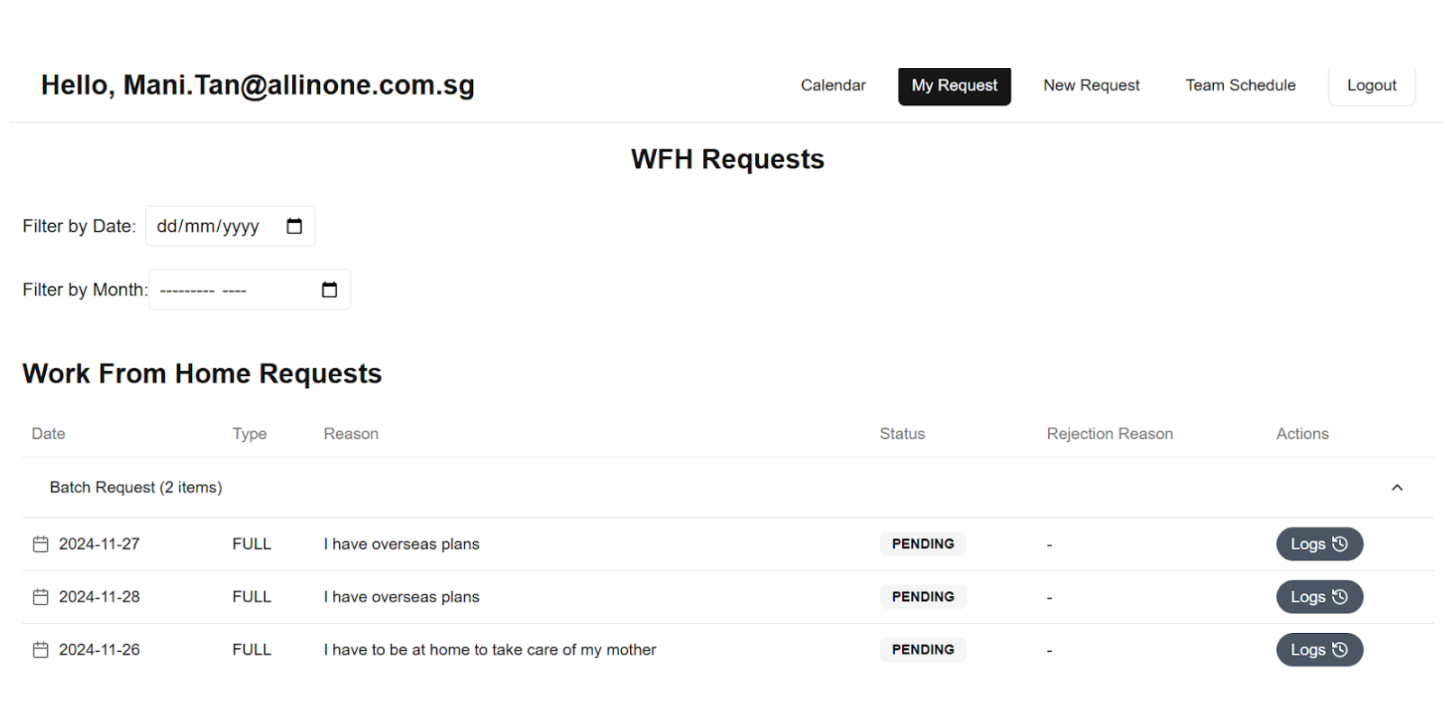 Hello, Mani.Tan@allinone.com.sg Calendar My Request New Request Team Schedule Logout
WFH Requests
Filter by Date: dd/mm/yyyy
Filter by Month: --------- ----
Work From Home Requests
Date Type Reason Status Rejection Reason Actions
Batch Request (2 items)
2024-11-27 FULL I have overseas plans PENDING - Logs
2024-11-28 FULL I have overseas plans PENDING - Logs
2024-11-26 FULL I have to be at home to take care of my mother PENDING - Logs